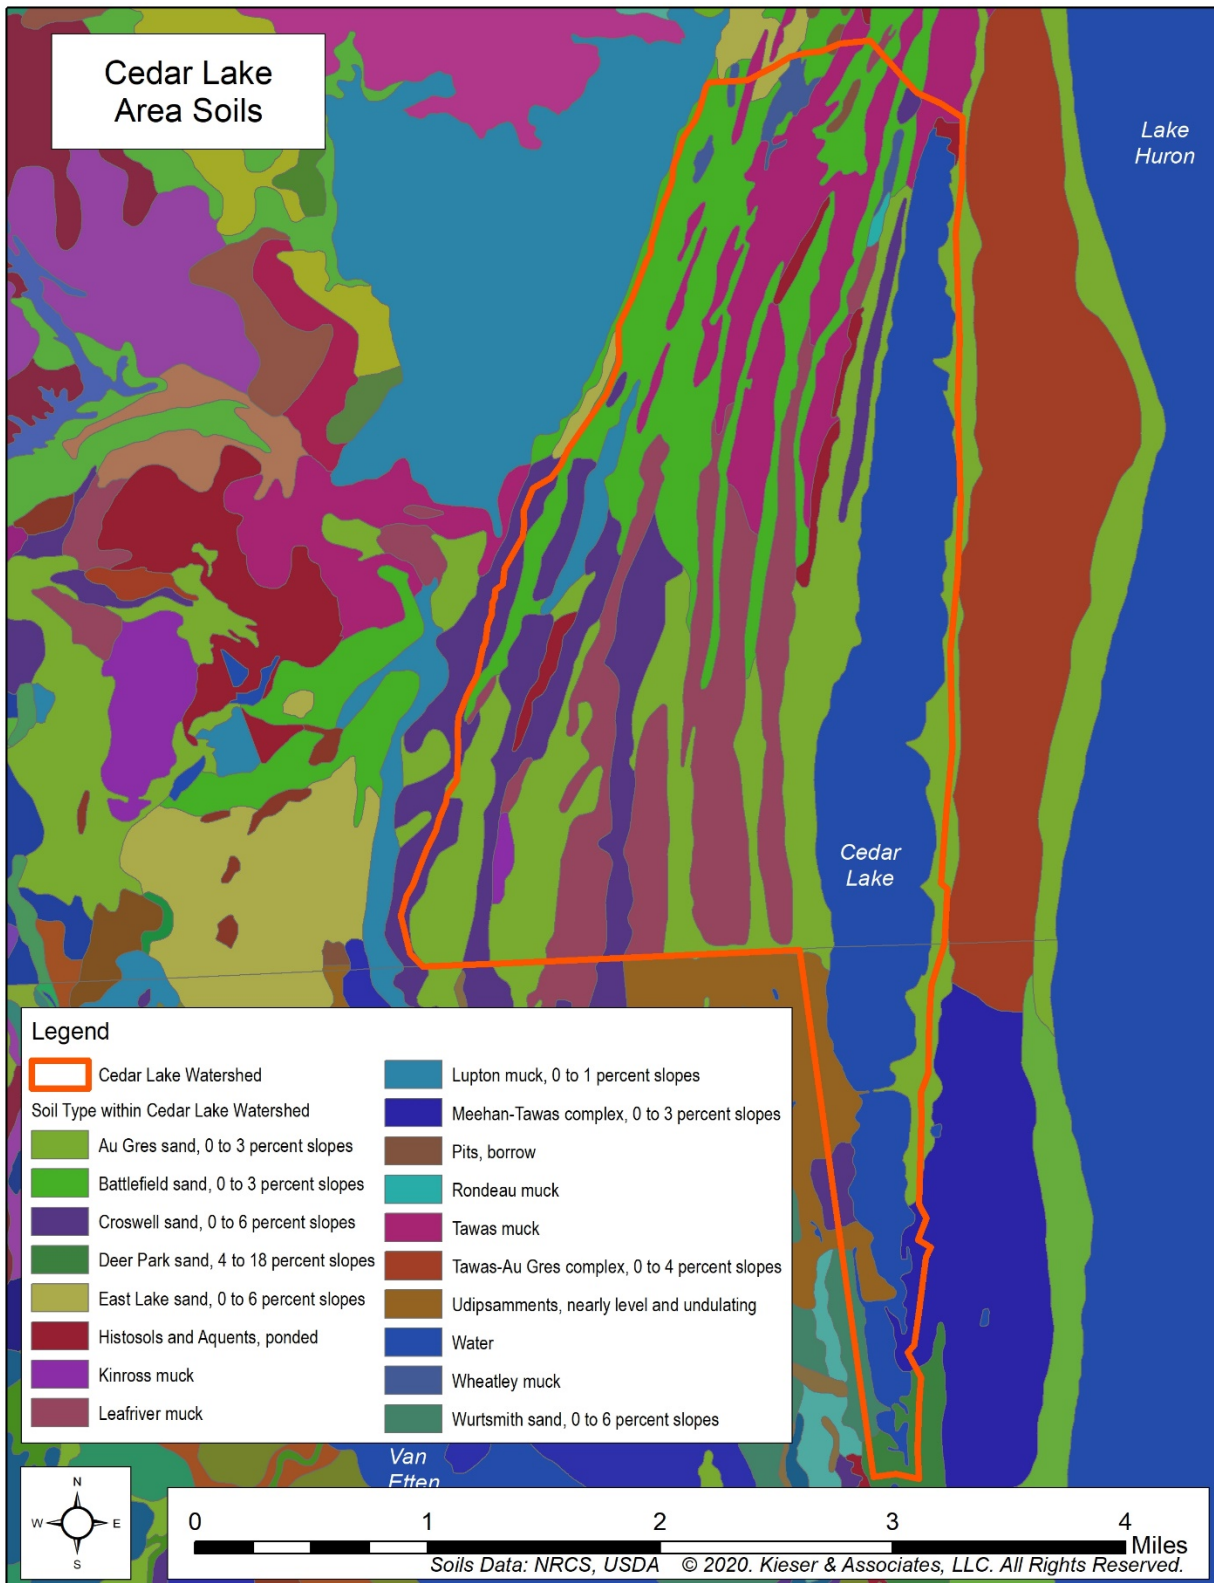 Cedar Lake
Area Soils
Lake
Huron
Cedar
Lake
Legend
Cedar Lake Watershed
Soil Type within Cedar Lake Watershed
Au Gres sand, 0 to 3 percent slopes
Battlefield sand, 0 to 3 percent slopes
Croswell sand, 0 to 6 percent slopes
Deer Park sand, 4 to 18 percent slopes
East Lake sand, 0 to 6 percent slopes
Histosols and Aquents, ponded
Kinross muck
Leafriver muck
Lupton muck, 0 to 1 percent slopes
Meehan-Tawas complex, 0 to 3 percent slopes
Pits, borrow
Rondeau muck
Tawas muck
Tawas-Au Gres complex, 0 to 4 percent slopes
Udipsamments, nearly level and undulating
Water
Wheatley muck
Wurtsmith sand, 0 to 6 percent slopes
Van
Etten
N
W E
S
0 1 2 3 4
Miles
Soils Data: NRCS, USDA © 2020. Kieser & Associates, LLC. All Rights Reserved.